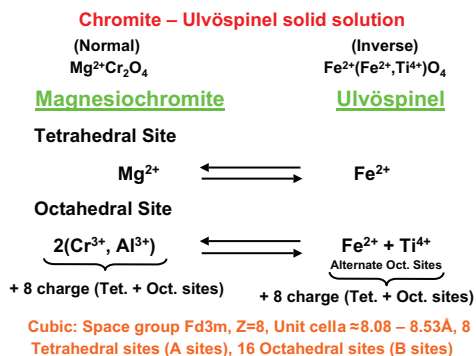 Chromite – Ulvöspinel solid solution
(Normal) (Inverse)
Mg²⁺Cr₂O₄ Fe²⁺(Fe²⁺,Ti⁴⁺)O₄
Magnesiochromite Ulvöspinel
Tetrahedral Site
Mg²⁺ Fe²⁺
Octahedral Site
2(Cr³⁺, Al³⁺) Fe²⁺ + Ti⁴⁺
Alternate Oct. Sites
+ 8 charge (Tet. + Oct. sites) + 8 charge (Tet. + Oct. sites)
Cubic: Space group Fd3m, Z=8, Unit cella ≈8.08 – 8.53Å, 8
Tetrahedral sites (A sites), 16 Octahedral sites (B sites)